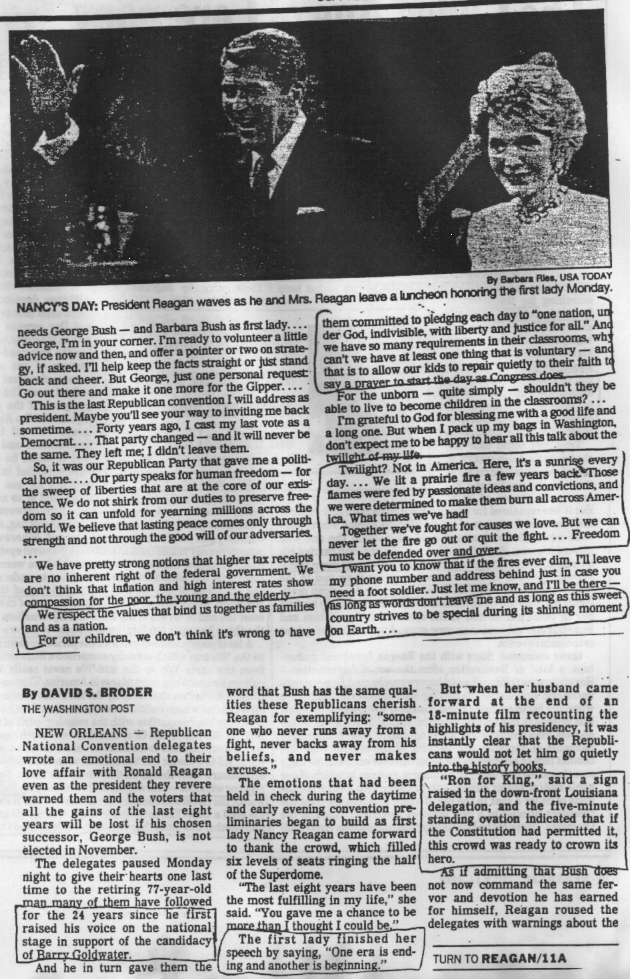 By Barbara Ries, USA TODAY
NANCY'S DAY: President Reagan waves as he and Mrs. Reagan leave a luncheon honoring the first lady Monday.
needs George Bush — and Barbara Bush as first lady. . . .
George, I'm in your corner. I'm ready to volunteer a little
advice now and then, and offer a pointer or two on strate-
gy, if asked. I'll help keep the facts straight or just stand
back and cheer. But George, just one personal request:
Go out there and make it one more for the Gipper. . . .
This is the last Republican convention I will address as
president. Maybe you'll see your way to inviting me back
sometime. . . . Forty years ago, I cast my last vote as a
Democrat. . . . That party changed — and it will never be
the same. They left me; I didn't leave them.
So, it was our Republican Party that gave me a politi-
cal home. . . . Our party speaks for human freedom — for
the sweep of liberties that are at the core of our exis-
tence. We do not shirk from our duties to preserve free-
dom so it can unfold for yearning millions across the
world. We believe that lasting peace comes only through
strength and not through the good will of our adversaries.
. . .
We have pretty strong notions that higher tax receipts
are no inherent right of the federal government. We
don't think that inflation and high interest rates show
compassion for the poor, the young and the elderly.
We respect the values that bind us together as families
and as a nation.
For our children, we don't think it's wrong to have
them committed to pledging each day to "one nation, un-
der God, indivisible, with liberty and justice for all." And
we have so many requirements in their classrooms, why
can't we have at least one thing that is voluntary — and
that is to allow our kids to repair quietly to their faith to
say a prayer to start the day as Congress does.
For the unborn — quite simply — shouldn't they be
able to live to become children in the classrooms? . . .
I'm grateful to God for blessing me with a good life and
a long one. But when I pack up my bags in Washington,
don't expect me to be happy to hear all this talk about the
twilight of my life.
Twilight? Not in America. Here, it's a sunrise every
day. . . . We lit a prairie fire a few years back. Those
flames were fed by passionate ideas and convictions, and
we were determined to make them burn all across Amer-
ica. What times we've had!
Together we've fought for causes we love. But we can
never let the fire go out or quit the fight. . . . Freedom
must be defended over and over
I want you to know that if the fires ever dim, I'll leave
my phone number and address behind just in case you
need a foot soldier. Just let me know, and I'll be there —
as long as words don't leave me and as long as this sweet
country strives to be special during its shining moment
on Earth. . . .
By DAVID S. BRODER
THE WASHINGTON POST
NEW ORLEANS — Republican
National Convention delegates
wrote an emotional end to their
love affair with Ronald Reagan
even as the president they revere
warned them and the voters that
all the gains of the last eight
years will be lost if his chosen
successor, George Bush, is not
elected in November.
The delegates paused Monday
night to give their hearts one last
time to the retiring 77-year-old
man many of them have followed
for the 24 years since he first
raised his voice on the national
stage in support of the candidacy
of Barry Goldwater.
And he in turn gave them the
word that Bush has the same qual-
ities these Republicans cherish
Reagan for exemplifying: "some-
one who never runs away from a
fight, never backs away from his
beliefs, and never makes
excuses."
The emotions that had been
held in check during the daytime
and early evening convention pre-
liminaries began to build as first
lady Nancy Reagan came forward
to thank the crowd, which filled
six levels of seats ringing the half
of the Superdome.
"The last eight years have been
the most fulfilling in my life," she
said. "You gave me a chance to be
more than I thought I could be."
The first lady finished her
speech by saying, "One era is end-
ing and another is beginning."
But when her husband came
forward at the end of an
18-minute film recounting the
highlights of his presidency, it was
instantly clear that the Republi-
cans would not let him go quietly
into the history books.
"Ron for King," said a sign
raised in the down-front Louisiana
delegation, and the five-minute
standing ovation indicated that if
the Constitution had permitted it,
this crowd was ready to crown its
hero.
As if admitting that Bush does
not now command the same fer-
vor and devotion he has earned
for himself, Reagan roused the
delegates with warnings about the
TURN TO REAGAN/11A